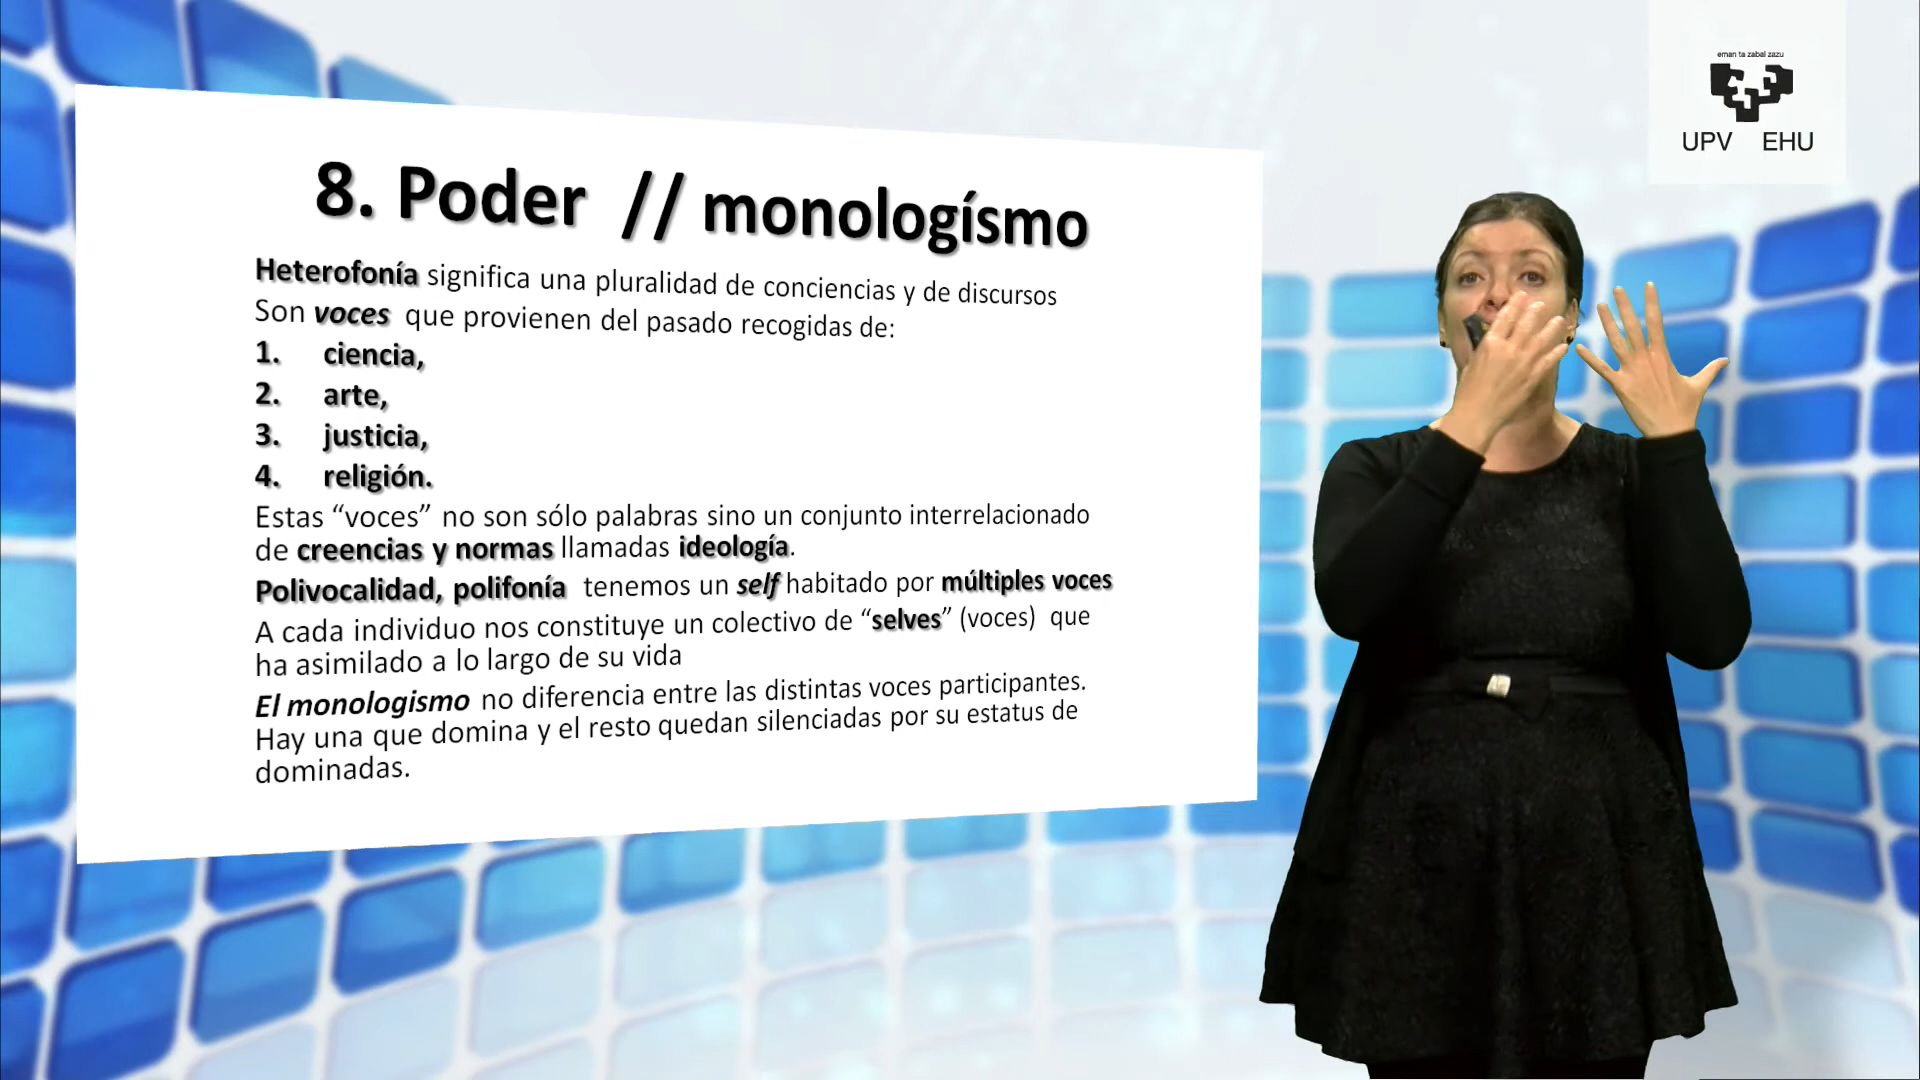 eman ta zabal zazu
UPV EHU
8. Poder // monologísmo
Heterofonía significa una pluralidad de conciencias y de discursos
Son voces que provienen del pasado recogidas de:
1. ciencia,
2. arte,
3. justicia,
4. religión.
Estas “voces” no son sólo palabras sino un conjunto interrelacionado
de creencias y normas llamadas ideología.
Polivocalidad, polifonía tenemos un self habitado por múltiples voces
A cada individuo nos constituye un colectivo de “selves” (voces) que
ha asimilado a lo largo de su vida
El monologismo no diferencia entre las distintas voces participantes.
Hay una que domina y el resto quedan silenciadas por su estatus de
dominadas.